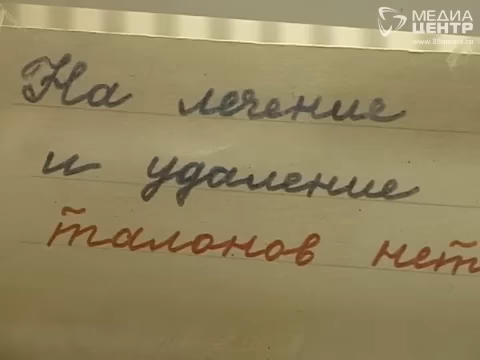 МЕДИА
ЦЕНТР
На лечение
и удаление
талонов нет